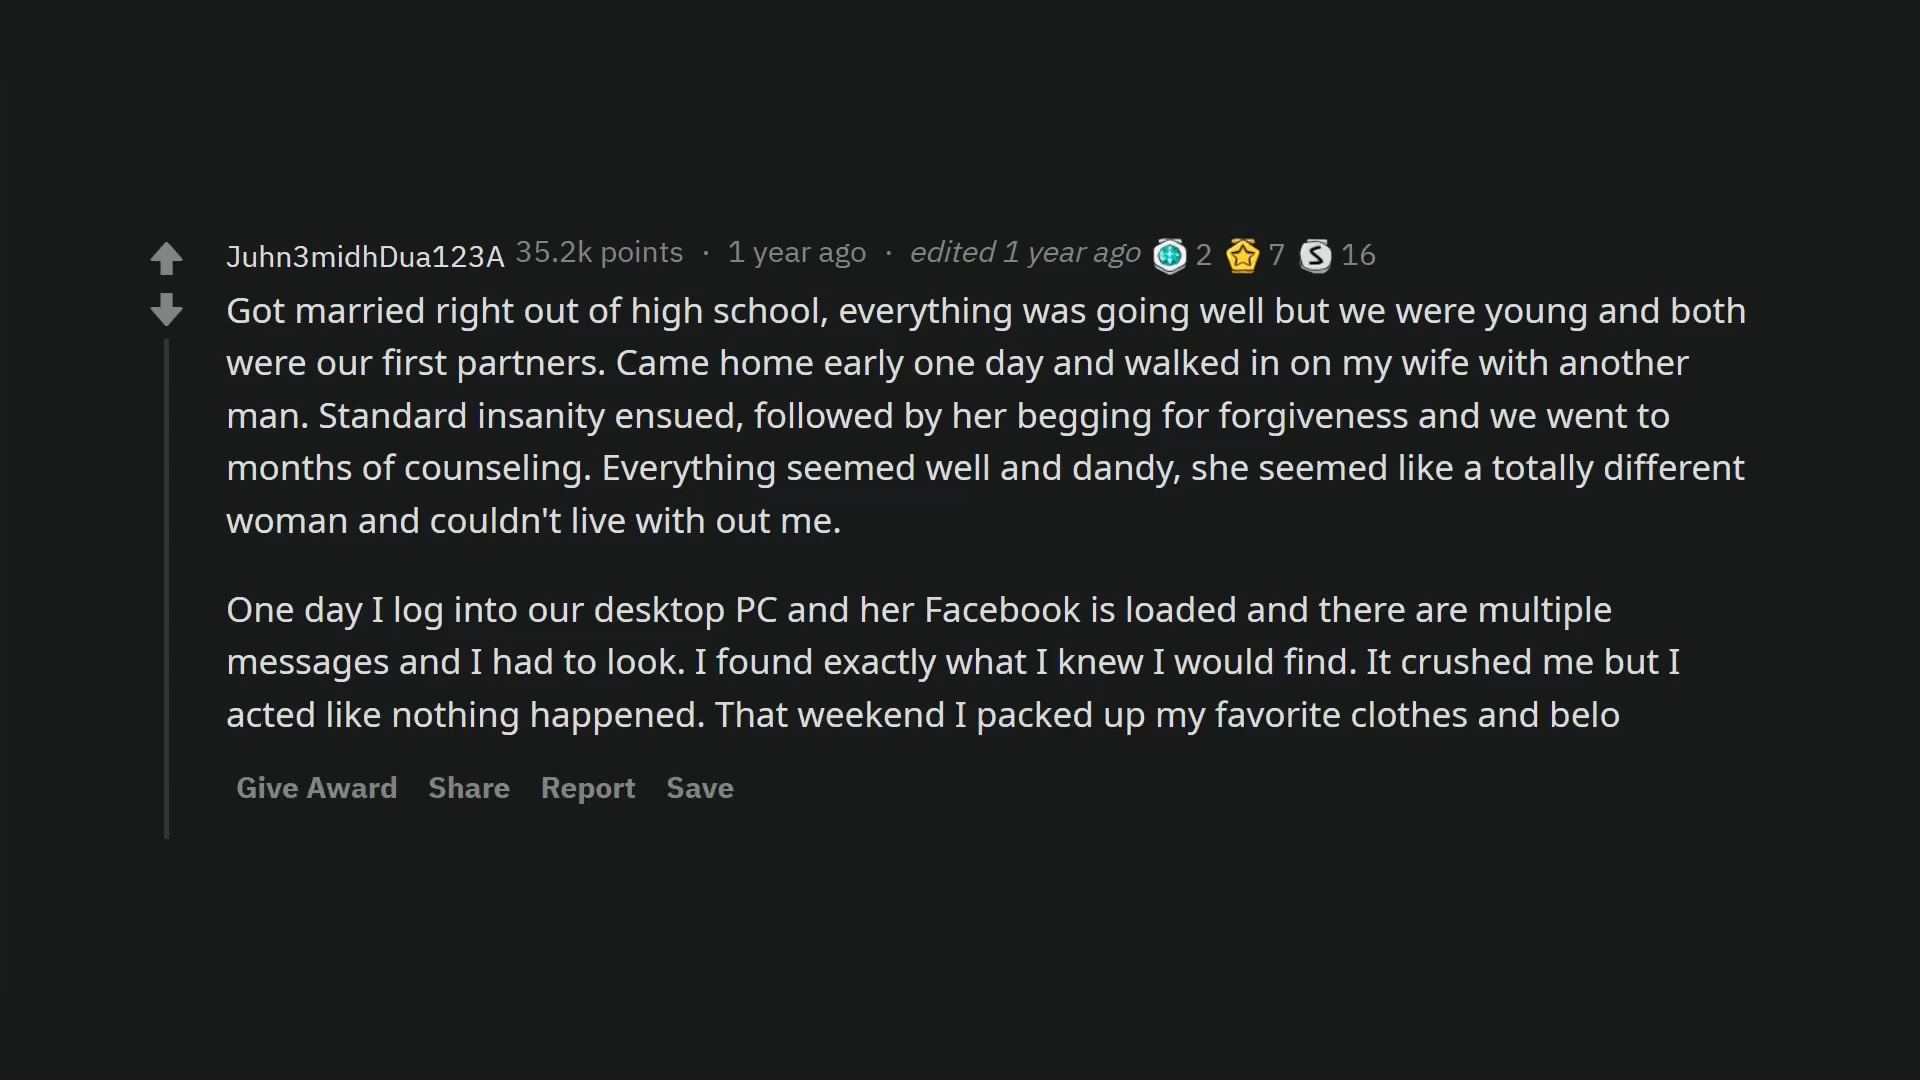 Juhn3midhDua123A 35.2k points · 1 year ago · edited 1 year ago 2 7 S 16
Got married right out of high school, everything was going well but we were young and both
were our first partners. Came home early one day and walked in on my wife with another
man. Standard insanity ensued, followed by her begging for forgiveness and we went to
months of counseling. Everything seemed well and dandy, she seemed like a totally different
woman and couldn't live with out me.
One day I log into our desktop PC and her Facebook is loaded and there are multiple
messages and I had to look. I found exactly what I knew I would find. It crushed me but I
acted like nothing happened. That weekend I packed up my favorite clothes and belo
Give Award Share Report Save